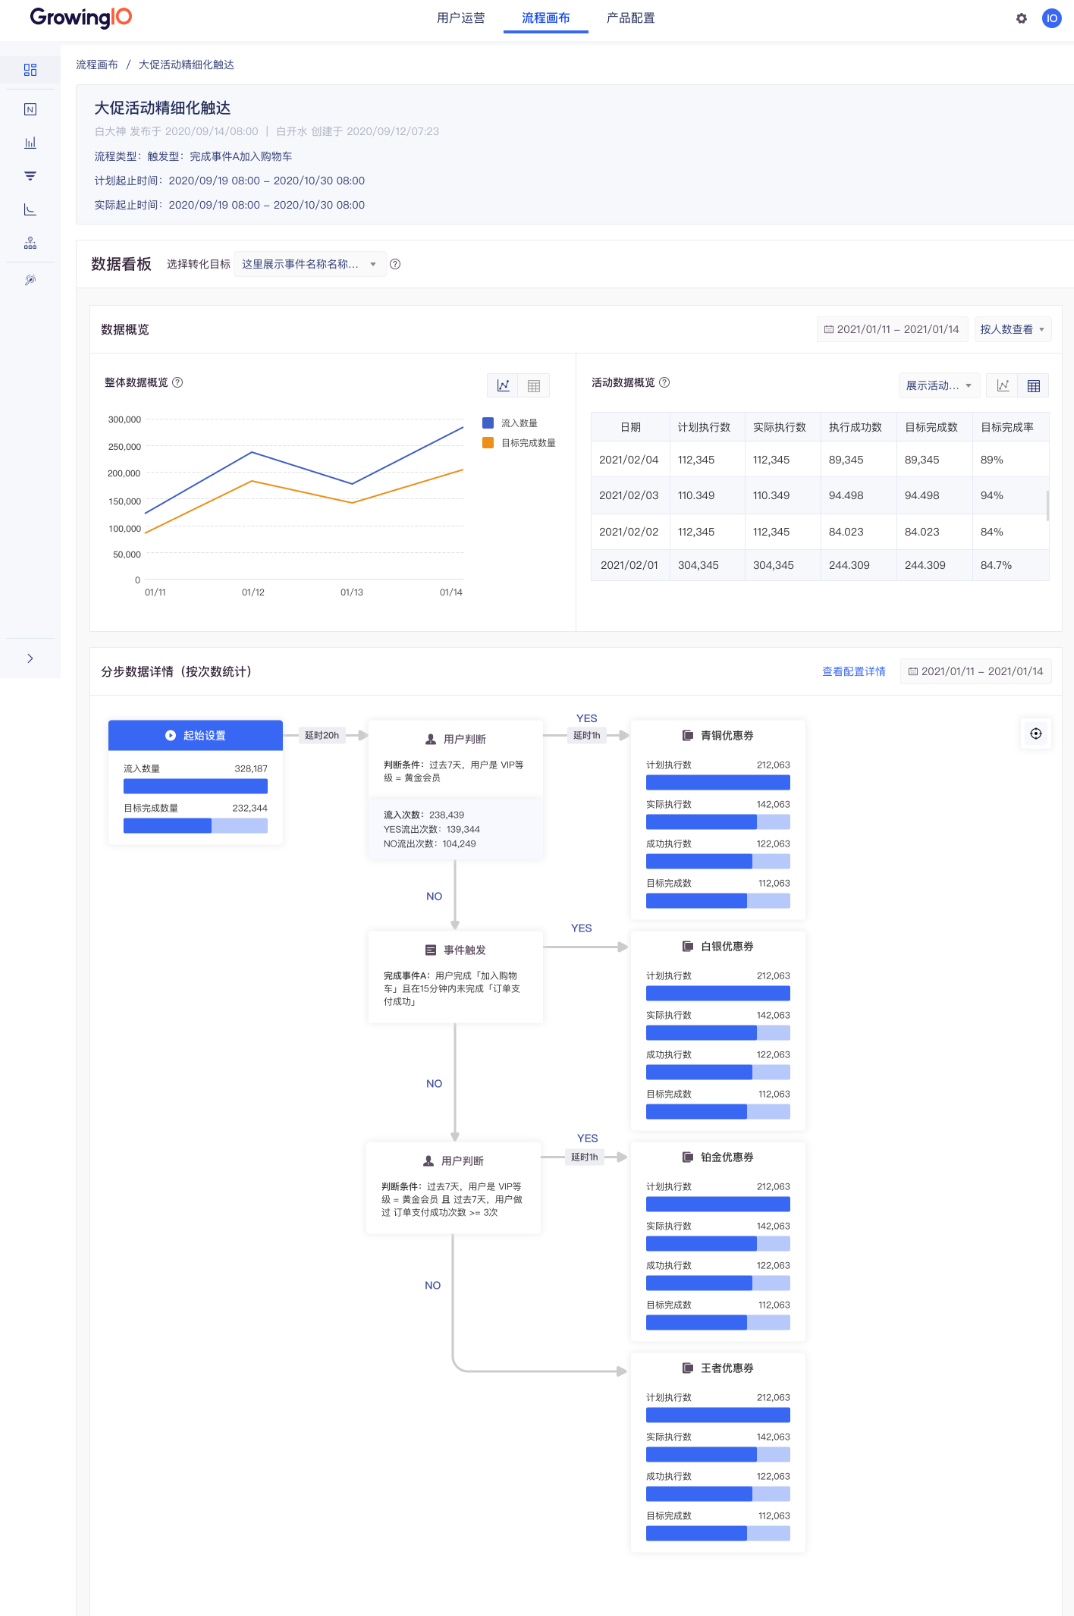 GrowingIO
用户运营
流程画布
产品配置
IO
流程画布 / 大促活动精细化触达
大促活动精细化触达
白大神 发布于 2020/09/14/08:00 | 白开水 创建于 2020/09/12/07:23
流程类型：触发型：完成事件A加入购物车
计划起止时间：2020/09/19 08:00 – 2020/10/30 08:00
实际起止时间：2020/09/19 08:00 – 2020/10/30 08:00
数据看板 选择转化目标 这里展示事件名称名称...
数据概览
2021/01/11 – 2021/01/14
按人数查看
整体数据概览
300,000
250,000
200,000
150,000
100,000
50,000
0
01/11 01/12 01/13 01/14
流入数量
目标完成数量
活动数据概览
展示活动...
日期 计划执行数 实际执行数 执行成功数 目标完成数 目标完成率
2021/02/04 112,345 112,345 89,345 89,345 89%
2021/02/03 110.349 110.349 94.498 94.498 94%
2021/02/02 112,345 112,345 84.023 84.023 84%
2021/02/01 304,345 304,345 244.309 244.309 84.7%
分步数据详情（按次数统计）
查看配置详情
2021/01/11 – 2021/01/14
起始设置
流入数量 328,187
目标完成数量 232,344
延时20h
用户判断
判断条件：过去7天，用户是 VIP等
级 = 黄金会员
流入次数：238,439
YES流出次数：139,344
NO流出次数：104,249
YES
延时1h
青铜优惠券
计划执行数 212,063
实际执行数 142,063
成功执行数 122,063
目标完成数 112,063
NO
事件触发
完成事件A：用户完成「加入购物
车」且在15分钟内未完成「订单支
付成功」
YES
白银优惠券
计划执行数 212,063
实际执行数 142,063
成功执行数 122,063
目标完成数 112,063
NO
用户判断
判断条件：过去7天，用户是 VIP等
级 = 黄金会员 且 过去7天，用户做
过 订单支付成功次数 >= 3次
YES
延时1h
铂金优惠券
计划执行数 212,063
实际执行数 142,063
成功执行数 122,063
目标完成数 112,063
NO
王者优惠券
计划执行数 212,063
实际执行数 142,063
成功执行数 122,063
目标完成数 112,063